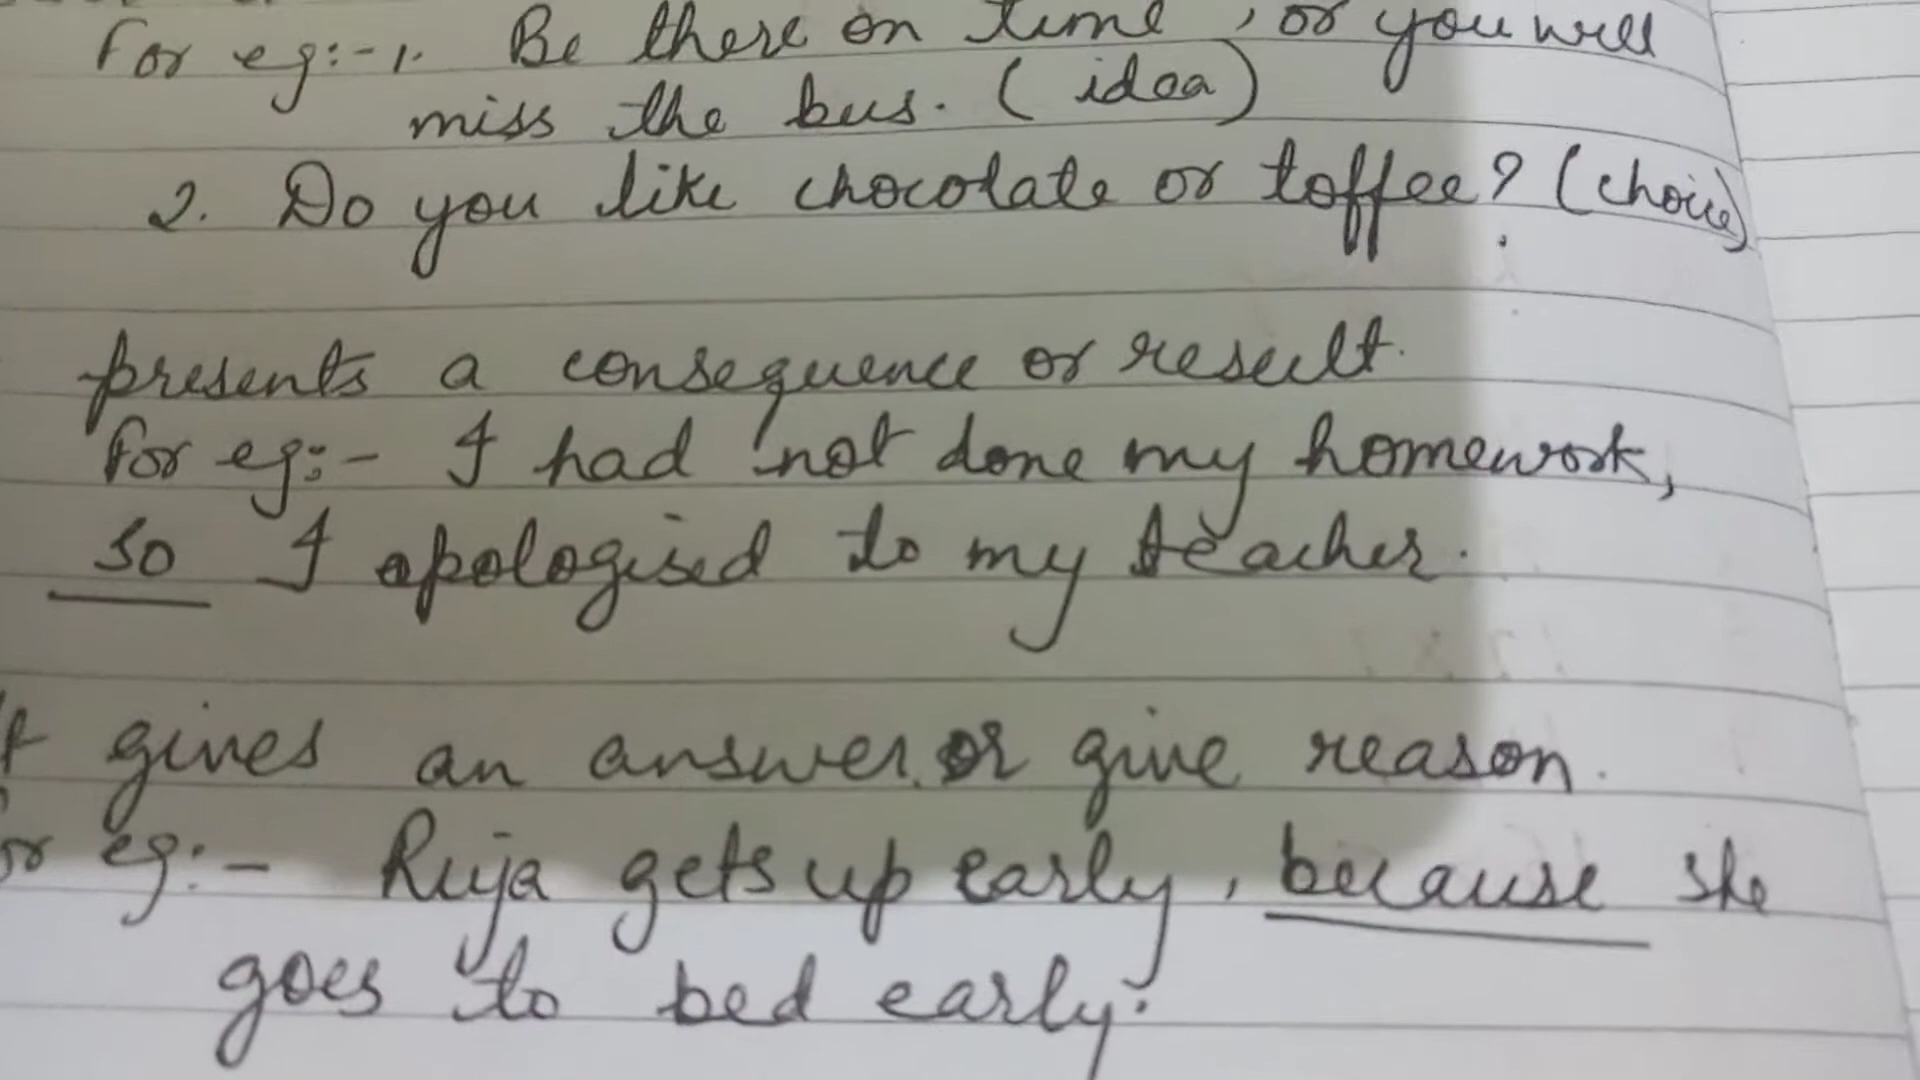 For eg:-1. Be there on time, or you will
miss the bus. (idea)
2. Do you like chocolate or toffee? (choice)
presents a consequence or result.
For eg:- I had not done my homework,
so I apologised to my teacher.
gives an answer or give reason.
eg:- Ruja gets up early, because she
goes to bed early.